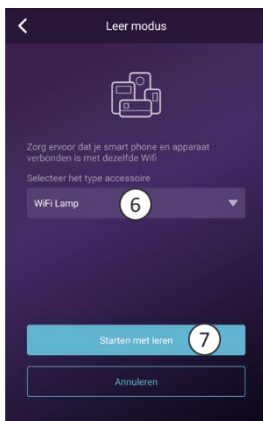 Leer modus
Zorg ervoor dat je smart phone en apparaat
verbonden is met dezelfde Wifi
Selecteer het type accessoire
WiFi Lamp
6
Starten met leren
7
Annuleren